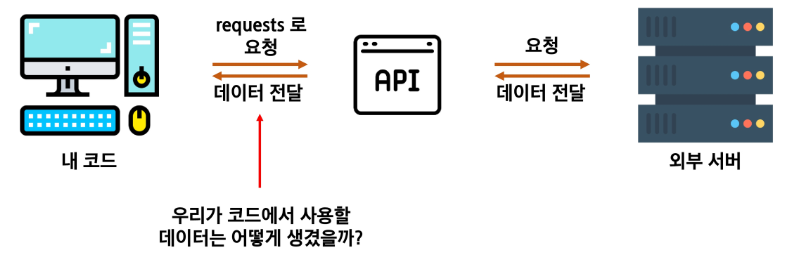 requests 로
요청
데이터 전달
API
요청
데이터 전달
내 코드
외부 서버
우리가 코드에서 사용할
데이터는 어떻게 생겼을까?